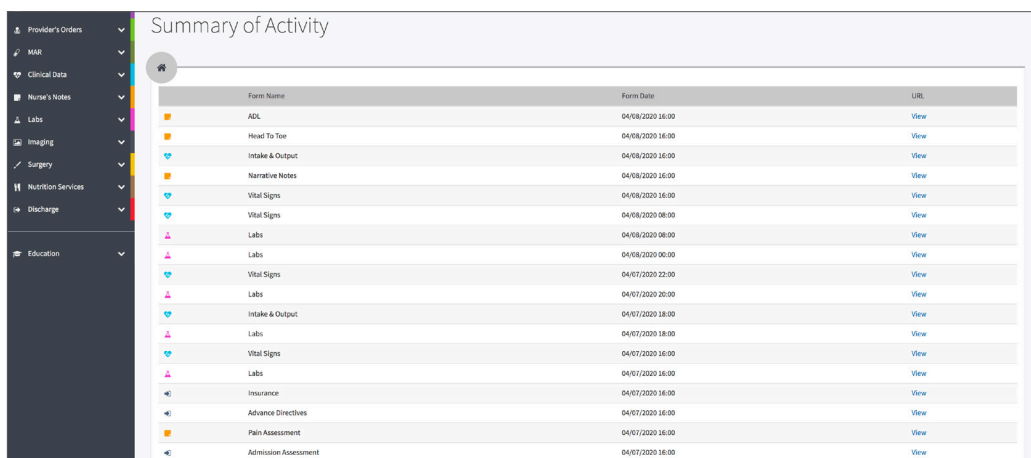 Summary of Activity
Provider's Orders
MAR
Clinical Data
Nurse's Notes
Labs
Imaging
Surgery
Nutrition Services
Discharge
Education
Form Name Form Date URL
ADL 04/08/2020 16:00 View
Head To Toe 04/08/2020 16:00 View
Intake & Output 04/08/2020 16:00 View
Narrative Notes 04/08/2020 16:00 View
Vital Signs 04/08/2020 16:00 View
Vital Signs 04/08/2020 08:00 View
Labs 04/08/2020 08:00 View
Labs 04/08/2020 00:00 View
Vital Signs 04/07/2020 22:00 View
Labs 04/07/2020 20:00 View
Intake & Output 04/07/2020 18:00 View
Labs 04/07/2020 18:00 View
Vital Signs 04/07/2020 16:00 View
Labs 04/07/2020 16:00 View
Insurance 04/07/2020 16:00 View
Advance Directives 04/07/2020 16:00 View
Pain Assessment 04/07/2020 16:00 View
Admission Assessment 04/07/2020 16:00 View